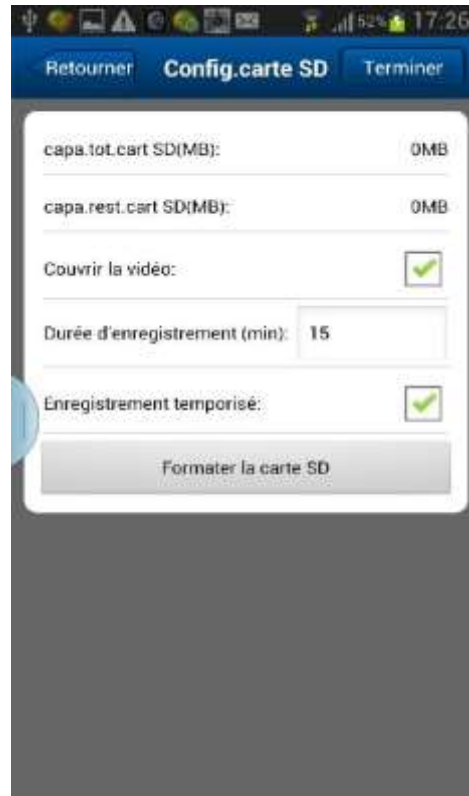 52% 17:26
Retourner Config.carte SD Terminer
capa.tot.cart SD(MB): 0MB
capa.rest.cart SD(MB): 0MB
Couvrir la vidéo:
Durée d'enregistrement (min): 15
Enregistrement temporisé:
Formater la carte SD